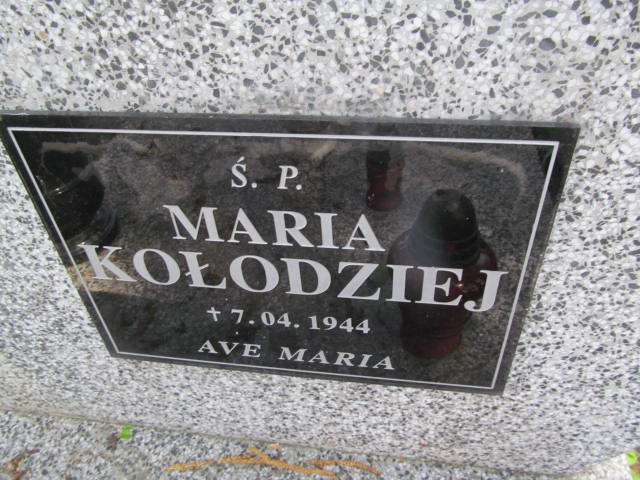 Ś. P.
MARIA
KOŁODZIEJ
† 7. 04. 1944
AVE MARIA